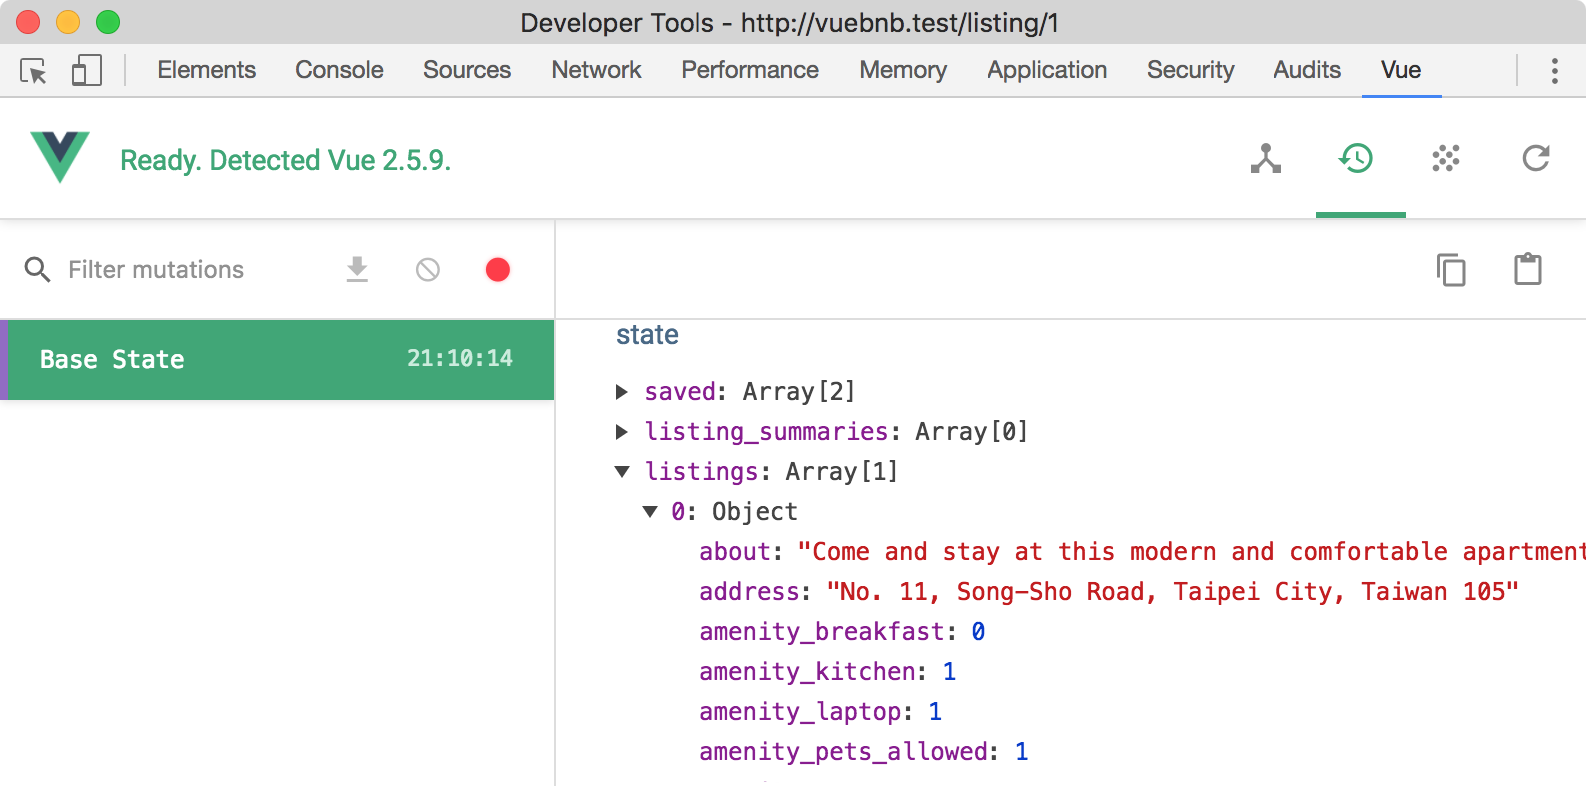 Developer Tools - http://vuebnb.test/listing/1
Elements Console Sources Network Performance Memory Application Security Audits Vue
Ready. Detected Vue 2.5.9.
Filter mutations
Base State 21:10:14
state
saved: Array[2]
listing_summaries: Array[0]
listings: Array[1]
0: Object
about: "Come and stay at this modern and comfortable apartment
address: "No. 11, Song-Sho Road, Taipei City, Taiwan 105"
amenity_breakfast: 0
amenity_kitchen: 1
amenity_laptop: 1
amenity_pets_allowed: 1